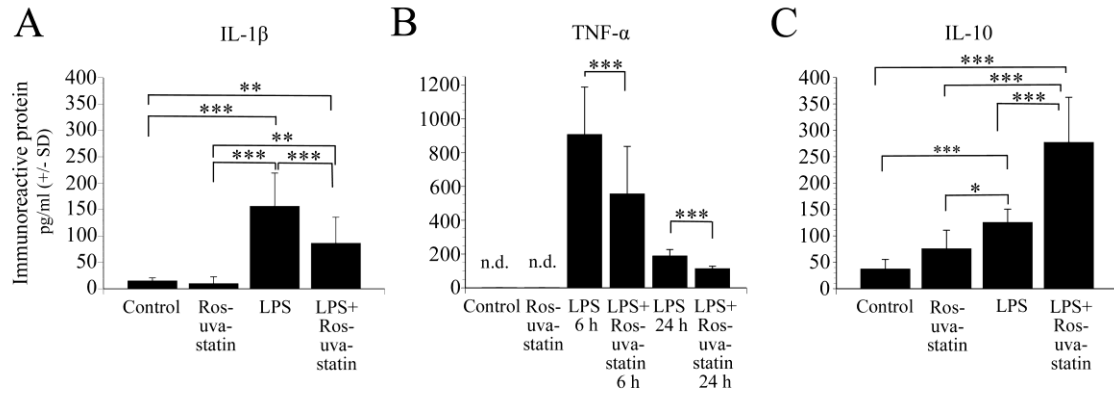 A
IL-1β
Immunoreactive protein
pg/ml (+/- SD)
400
350
300
250
200
150
100
50
0
**
***
**
***
***
Control
Ros-
uva-
statin
LPS
LPS+
Ros-
uva-
statin
B
TNF-α
1200
1000
800
600
400
200
0
***
***
n.d.
n.d.
Control
Ros-
uva-
statin
LPS
6 h
LPS+
Ros-
uva-
statin
6 h
LPS
24 h
LPS+
Ros-
uva-
statin
24 h
C
IL-10
400
350
300
250
200
150
100
50
0
***
***
***
***
*
Control
Ros-
uva-
statin
LPS
LPS+
Ros-
uva-
statin